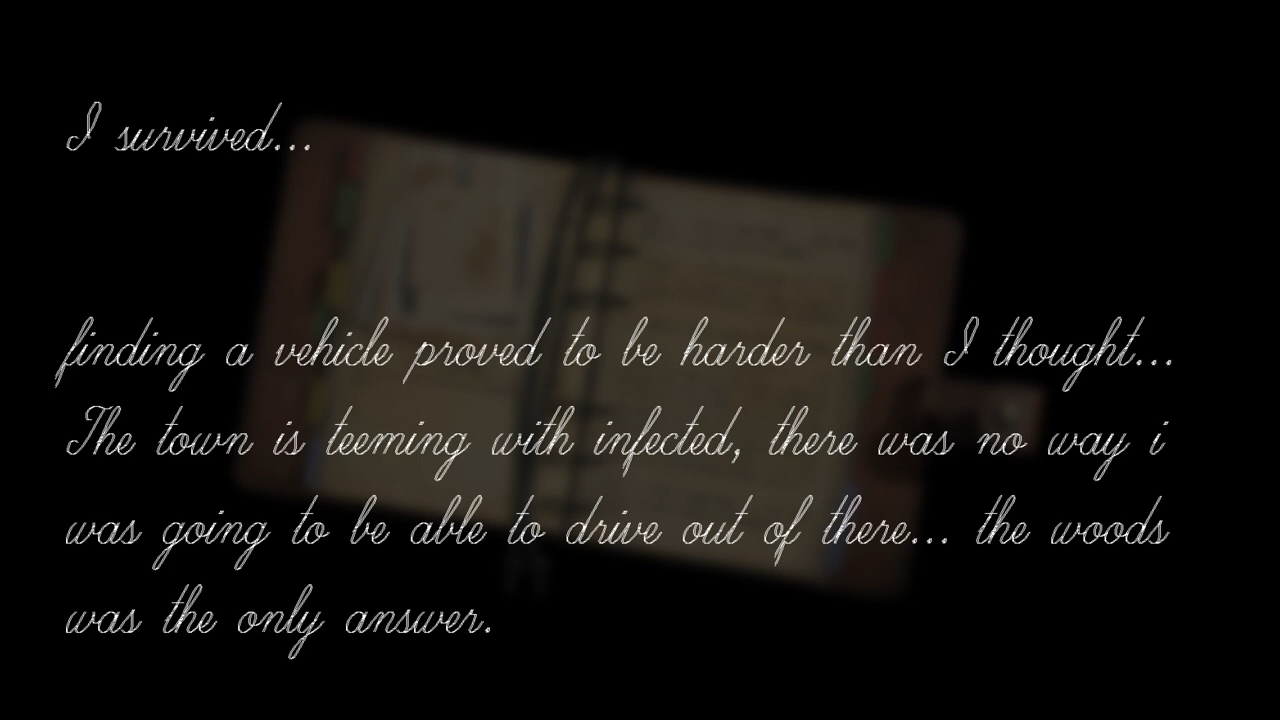 I survived...
finding a vehicle proved to be harder than I thought...
The town is teeming with infected, there was no way i
was going to be able to drive out of there... the woods
was the only answer.